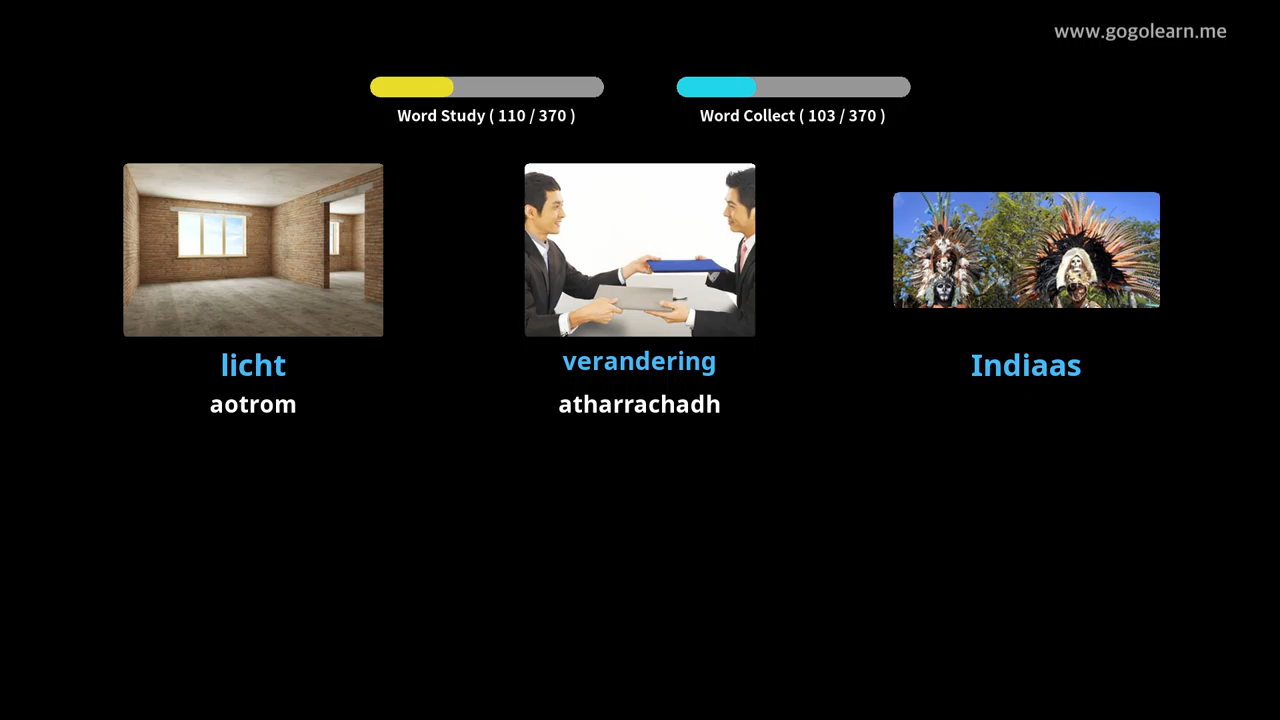 www.gogolearn.me
Word Study ( 110 / 370 )
Word Collect ( 103 / 370 )
licht
verandering
Indiaas
aotrom
atharrachadh